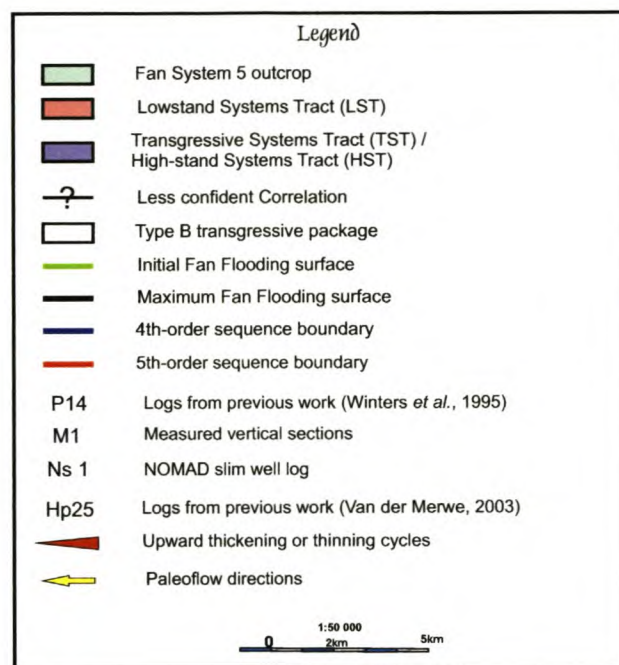 Legend
Fan System 5 outcrop
Lowstand Systems Tract (LST)
Transgressive Systems Tract (TST) /
High-stand Systems Tract (HST)
? Less confident Correlation
Type B transgressive package
Initial Fan Flooding surface
Maximum Fan Flooding surface
4th-order sequence boundary
5th-order sequence boundary
P14 Logs from previous work (Winters et al., 1995)
M1 Measured vertical sections
Ns 1 NOMAD slim well log
Hp25 Logs from previous work (Van der Merwe, 2003)
Upward thickening or thinning cycles
Paleoflow directions
1:50 000
0 2km 5km